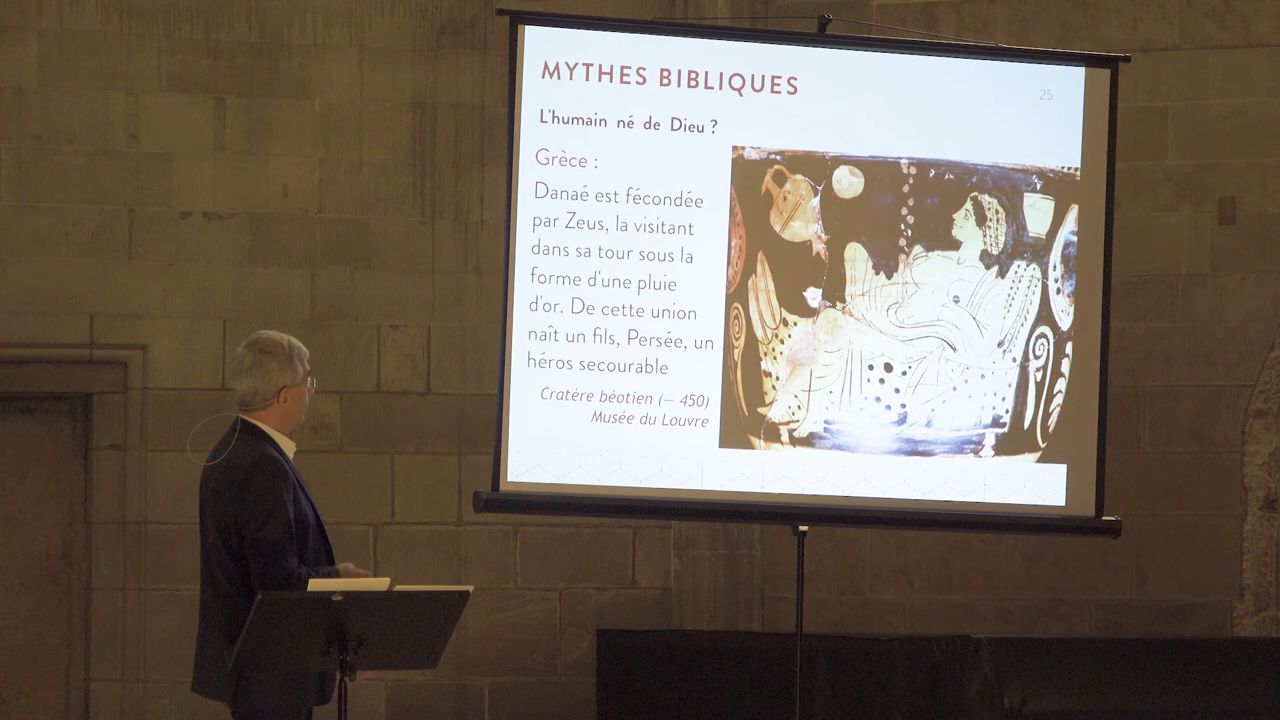 MYTHES BIBLIQUES
25
L'humain né de Dieu ?
Grèce :
Danaé est fécondée
par Zeus, la visitant
dans sa tour sous la
forme d'une pluie
d'or. De cette union
naît un fils, Persée, un
héros secourable
Cratère béotien (– 450)
Musée du Louvre